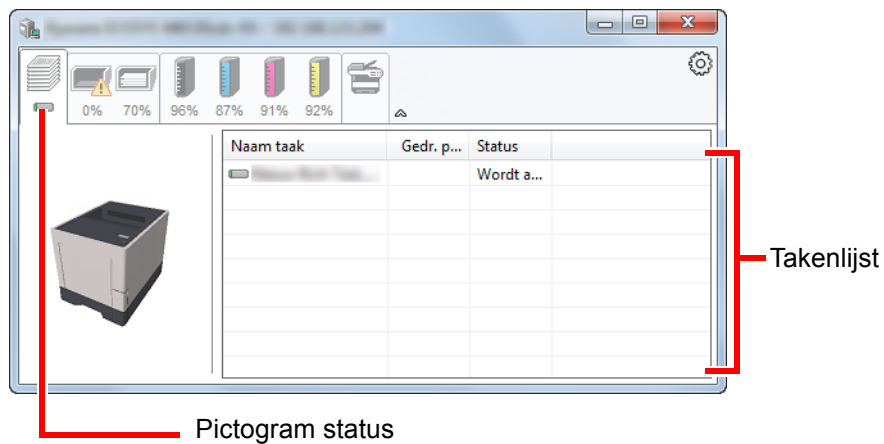 0% 70% 96% 87% 91% 92%
Naam taak Gedr. p... Status
Wordt a...
Takenlijst
Pictogram status